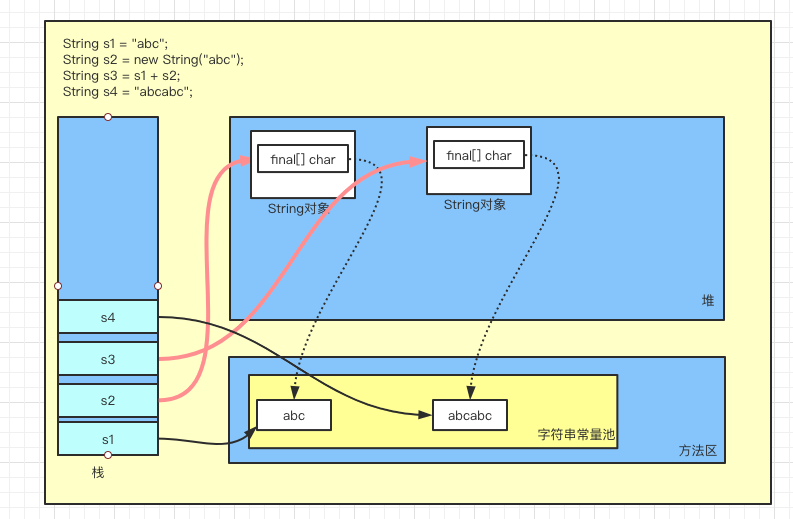 String s1 = "abc";
String s2 = new String("abc");
String s3 = s1 + s2;
String s4 = "abcabc";
final[] char
final[] char
String对象
String对象
堆
s4
s3
s2
s1
栈
abc
abcabc
字符串常量池
方法区